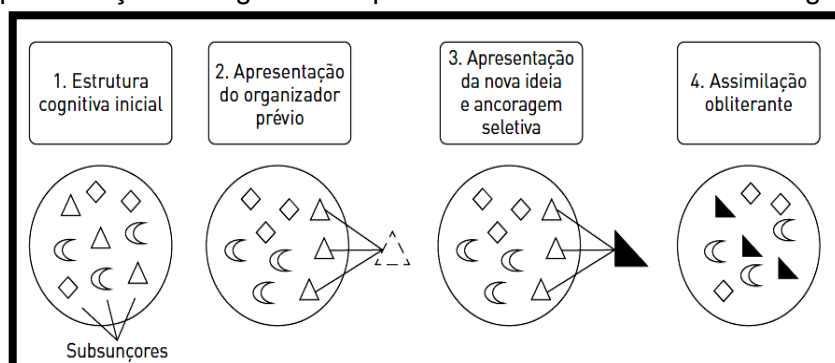 1. Estrutura
cognitiva inicial
2. Apresentação
do organizador
prévio
3. Apresentação
da nova ideia
e ancoragem
seletiva
4. Assimilação
obliterante
Subsunçores